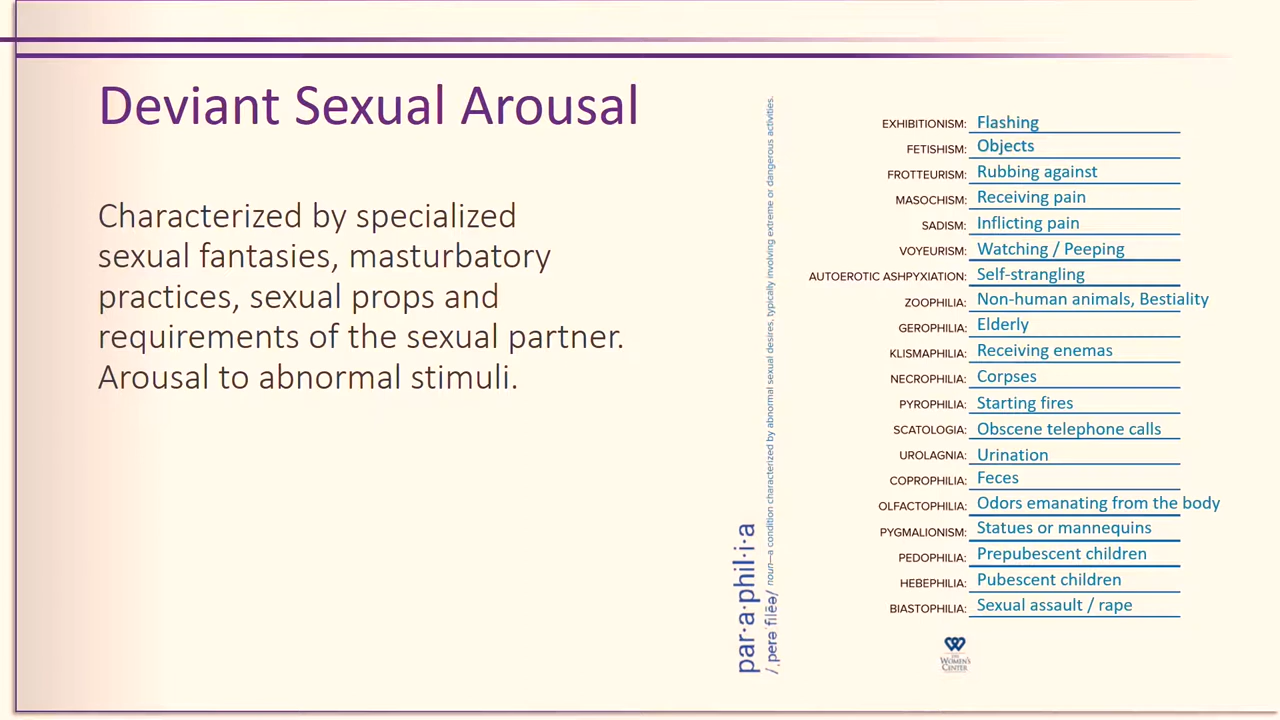 Deviant Sexual Arousal
Characterized by specialized
sexual fantasies, masturbatory
practices, sexual props and
requirements of the sexual partner.
Arousal to abnormal stimuli.
par·a·phil·i·a
/ˌperəˈfilēə/ noun—a condition characterized by abnormal sexual desires, typically involving extreme or dangerous activities.
EXHIBITIONISM: Flashing
FETISHISM: Objects
FROTTEURISM: Rubbing against
MASOCHISM: Receiving pain
SADISM: Inflicting pain
VOYEURISM: Watching / Peeping
AUTOEROTIC ASHPYXIATION: Self-strangling
ZOOPHILIA: Non-human animals, Bestiality
GEROPHILIA: Elderly
KLISMAPHILIA: Receiving enemas
NECROPHILIA: Corpses
PYROPHILIA: Starting fires
SCATOLOGIA: Obscene telephone calls
UROLAGNIA: Urination
COPROPHILIA: Feces
OLFACTOPHILIA: Odors emanating from the body
PYGMALIONISM: Statues or mannequins
PEDOPHILIA: Prepubescent children
HEBEPHILIA: Pubescent children
BIASTOPHILIA: Sexual assault / rape
THE
WOMEN'S
CENTER